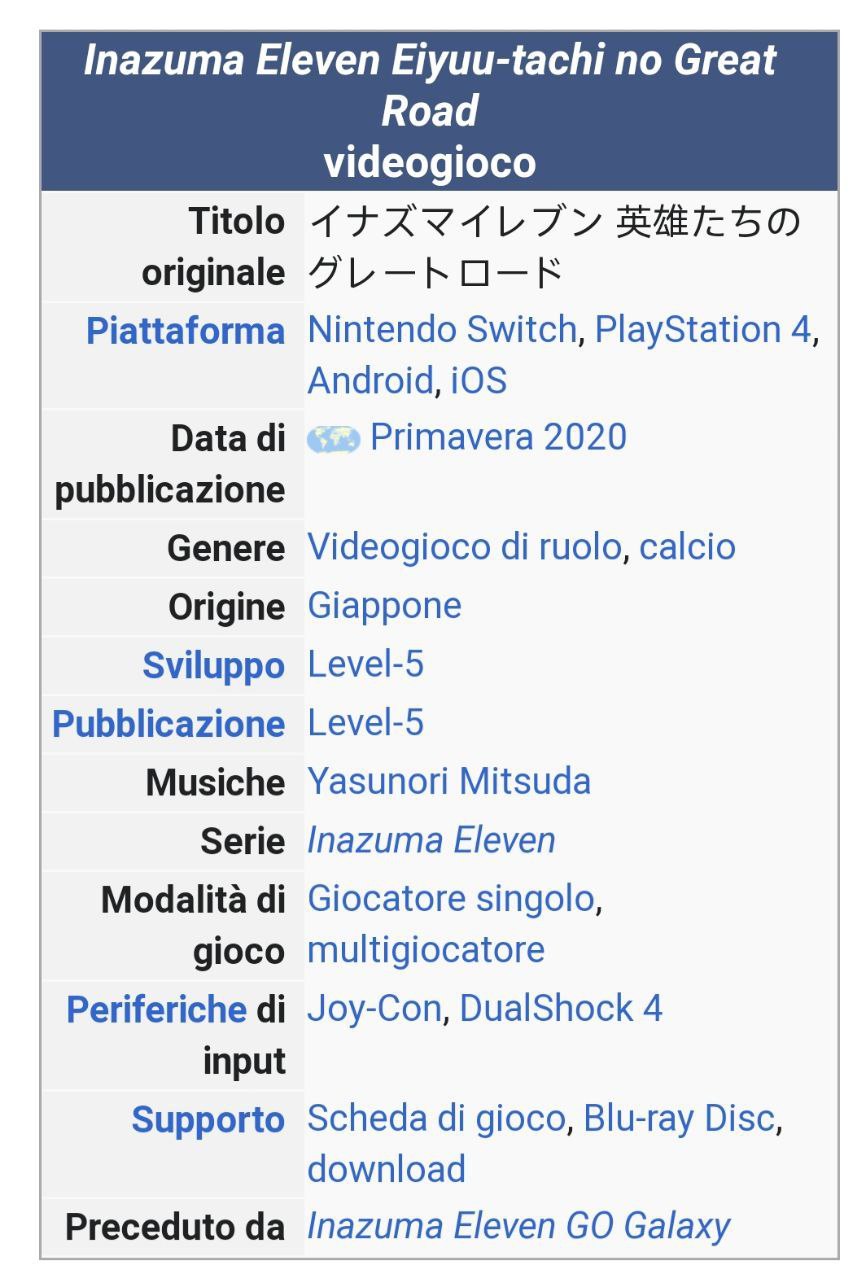 Inazuma Eleven Eiyuu-tachi no Great
Road
videogioco
Titolo originale イナズマイレブン 英雄たちの
グレートロード
Piattaforma Nintendo Switch, PlayStation 4,
Android, iOS
Data di pubblicazione Primavera 2020
Genere Videogioco di ruolo, calcio
Origine Giappone
Sviluppo Level-5
Pubblicazione Level-5
Musiche Yasunori Mitsuda
Serie Inazuma Eleven
Modalità di gioco Giocatore singolo,
multigiocatore
Periferiche di input Joy-Con, DualShock 4
Supporto Scheda di gioco, Blu-ray Disc,
download
Preceduto da Inazuma Eleven GO Galaxy